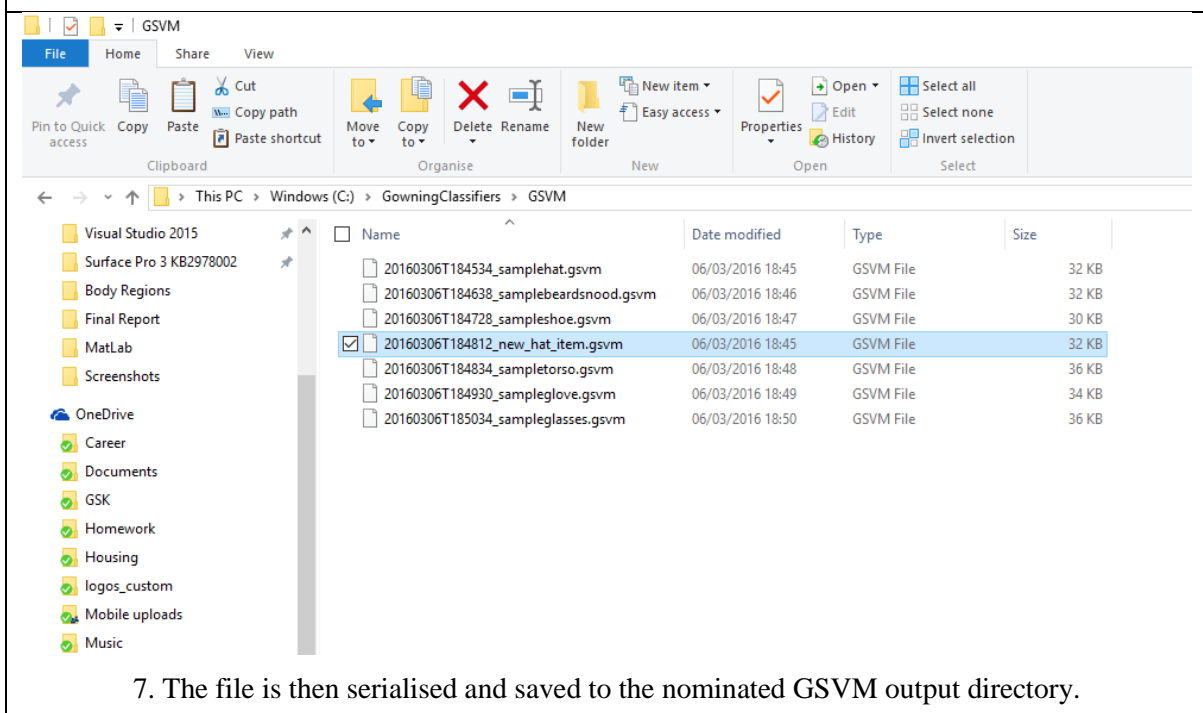 GSVM
File Home Share View
Pin to Quick access
Copy
Paste
Cut
Copy path
Paste shortcut
Clipboard
Move to
Copy to
Delete
Rename
Organise
New folder
New item
Easy access
New
Properties
Open
Edit
History
Open
Select all
Select none
Invert selection
Select
This PC > Windows (C:) > GowningClassifiers > GSVM
Visual Studio 2015
Surface Pro 3 KB2978002
Body Regions
Final Report
MatLab
Screenshots
OneDrive
Career
Documents
GSK
Homework
Housing
logos_custom
Mobile uploads
Music
Name Date modified Type Size
20160306T184534_samplehat.gsvm 06/03/2016 18:45 GSVM File 32 KB
20160306T184638_samplebeardsnood.gsvm 06/03/2016 18:46 GSVM File 32 KB
20160306T184728_sampleshoe.gsvm 06/03/2016 18:47 GSVM File 30 KB
20160306T184812_new_hat_item.gsvm 06/03/2016 18:45 GSVM File 32 KB
20160306T184834_sampletorso.gsvm 06/03/2016 18:48 GSVM File 36 KB
20160306T184930_sampleglove.gsvm 06/03/2016 18:49 GSVM File 34 KB
20160306T185034_sampleglasses.gsvm 06/03/2016 18:50 GSVM File 36 KB
7. The file is then serialised and saved to the nominated GSVM output directory.